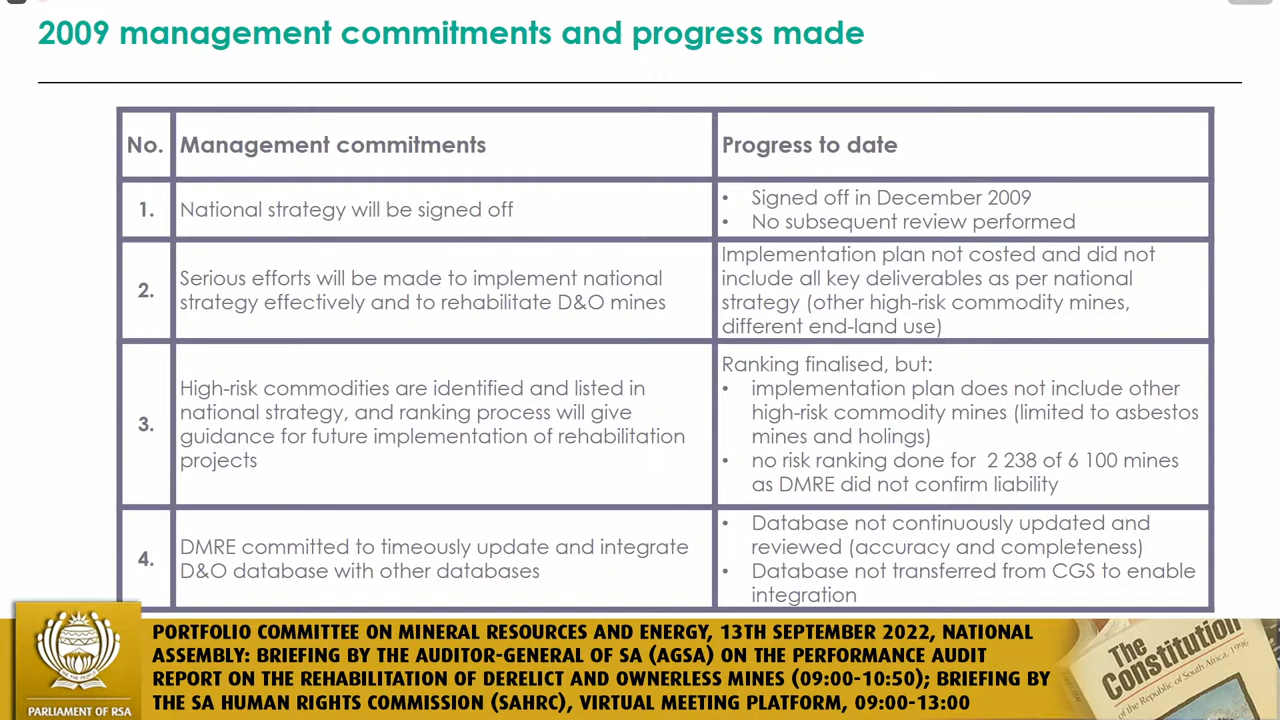 2009 management commitments and progress made
No.
Management commitments
Progress to date
1.
National strategy will be signed off
• Signed off in December 2009
• No subsequent review performed
2.
Serious efforts will be made to implement national
strategy effectively and to rehabilitate D&O mines
Implementation plan not costed and did not
include all key deliverables as per national
strategy (other high-risk commodity mines,
different end-land use)
3.
High-risk commodities are identified and listed in
national strategy, and ranking process will give
guidance for future implementation of rehabilitation
projects
Ranking finalised, but:
• implementation plan does not include other
high-risk commodity mines (limited to asbestos
mines and holings)
• no risk ranking done for 2 238 of 6 100 mines
as DMRE did not confirm liability
4.
DMRE committed to timeously update and integrate
D&O database with other databases
• Database not continuously updated and
reviewed (accuracy and completeness)
• Database not transferred from CGS to enable
integration
PARLIAMENT OF RSA
PORTFOLIO COMMITTEE ON MINERAL RESOURCES AND ENERGY, 13TH SEPTEMBER 2022, NATIONAL
ASSEMBLY: BRIEFING BY THE AUDITOR-GENERAL OF SA (AGSA) ON THE PERFORMANCE AUDIT
REPORT ON THE REHABILITATION OF DERELICT AND OWNERLESS MINES (09:00-10:50); BRIEFING BY
THE SA HUMAN RIGHTS COMMISSION (SAHRC), VIRTUAL MEETING PLATFORM, 09:00-13:00
The
Constitution
of the Republic of South Africa, 1996